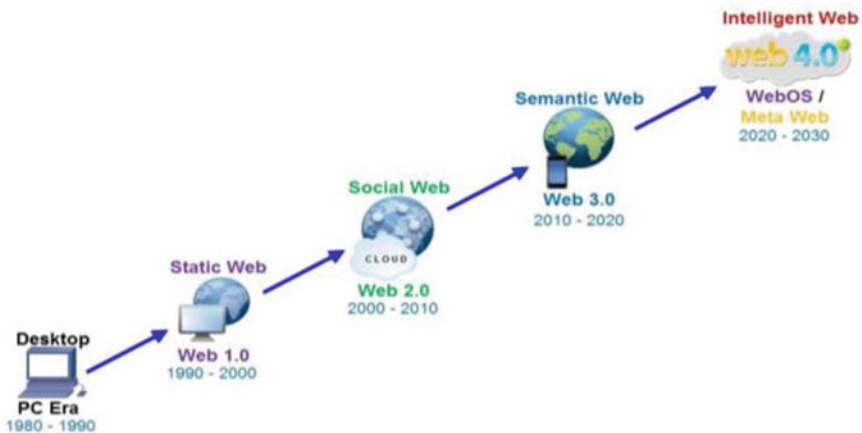 Intelligent Web
web 4.0
WebOS /
Meta Web
2020 - 2030
Semantic Web
Web 3.0
2010 - 2020
Social Web
CLOUD
Web 2.0
2000 - 2010
Static Web
Web 1.0
1990 - 2000
Desktop
PC Era
1980 - 1990